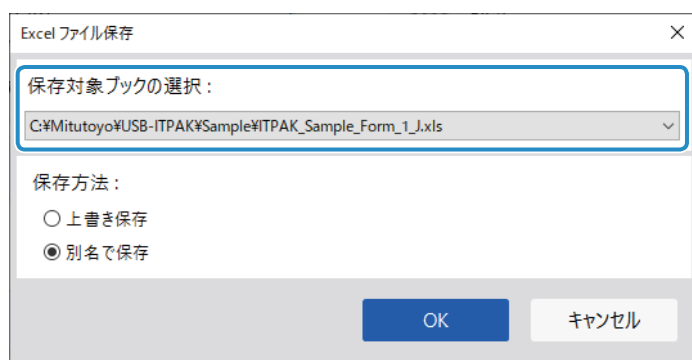 Excel ファイル保存
保存対象ブックの選択 :
C:¥Mitutoyo¥USB-ITPAK¥Sample¥ITPAK_Sample_Form_1_J.xls
保存方法 :
上書き保存
別名で保存
OK キャンセル